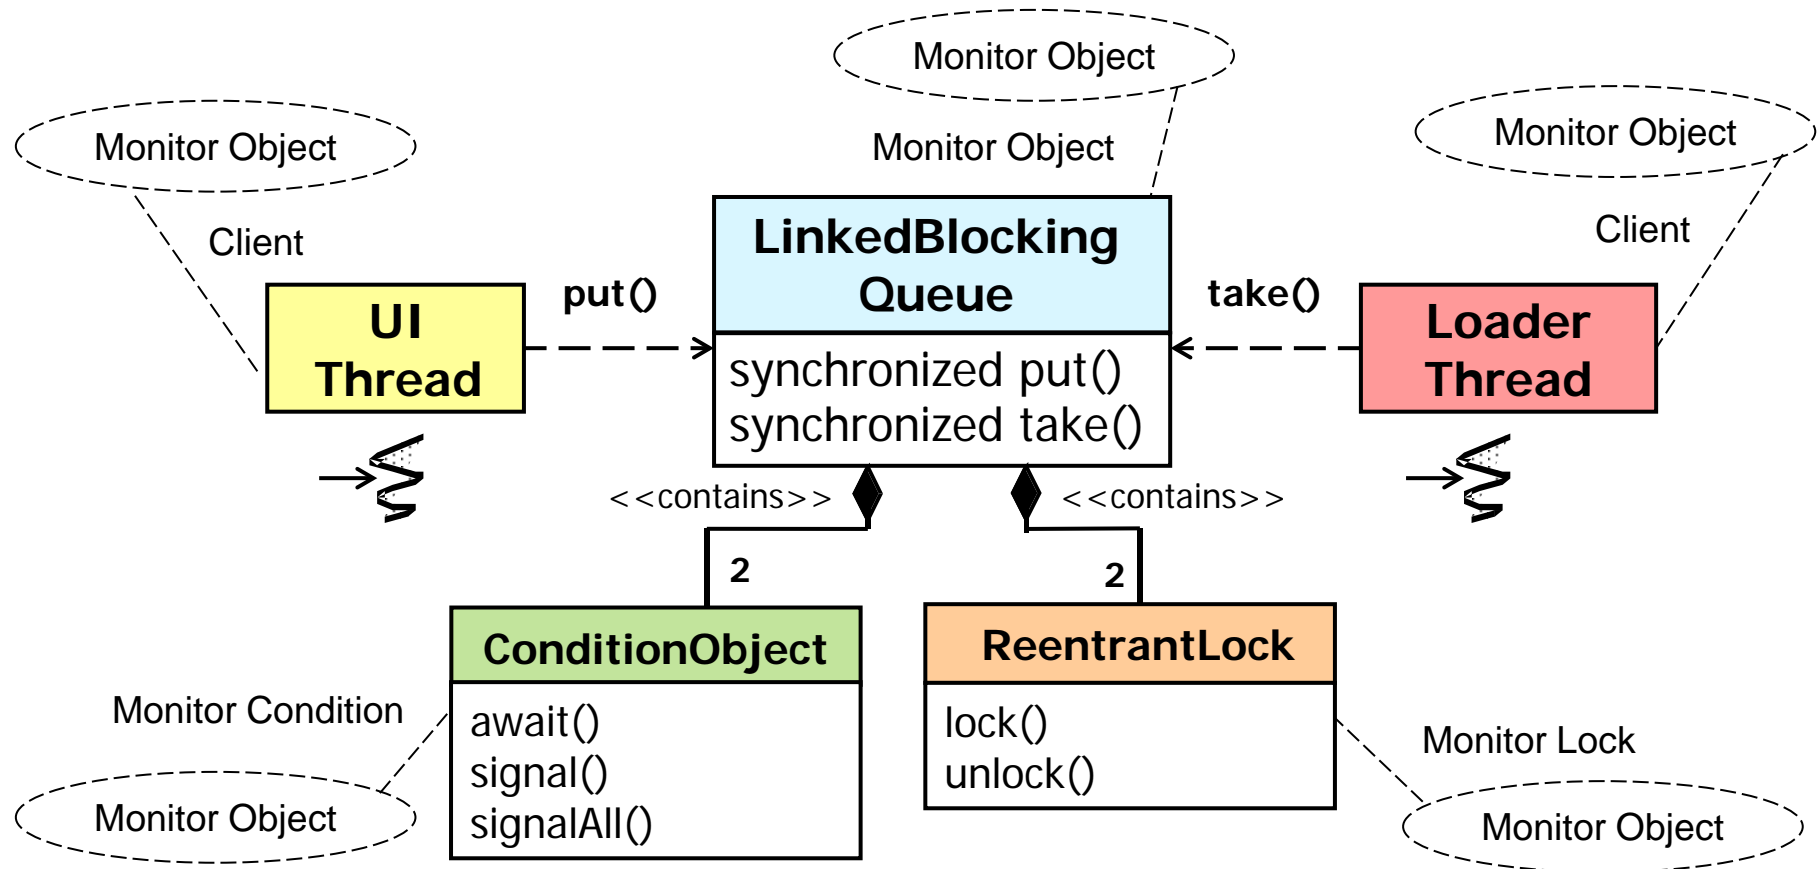 Monitor Object
Monitor Object
Monitor Object
Monitor Object
Client
Client
LinkedBlocking
Queue
put()
take()
UI
Thread
Loader
Thread
synchronized put()
synchronized take()
<<contains>>
<<contains>>
2
2
ConditionObject
ReentrantLock
Monitor Condition
await()
signal()
signalAll()
lock()
unlock()
Monitor Lock
Monitor Object
Monitor Object